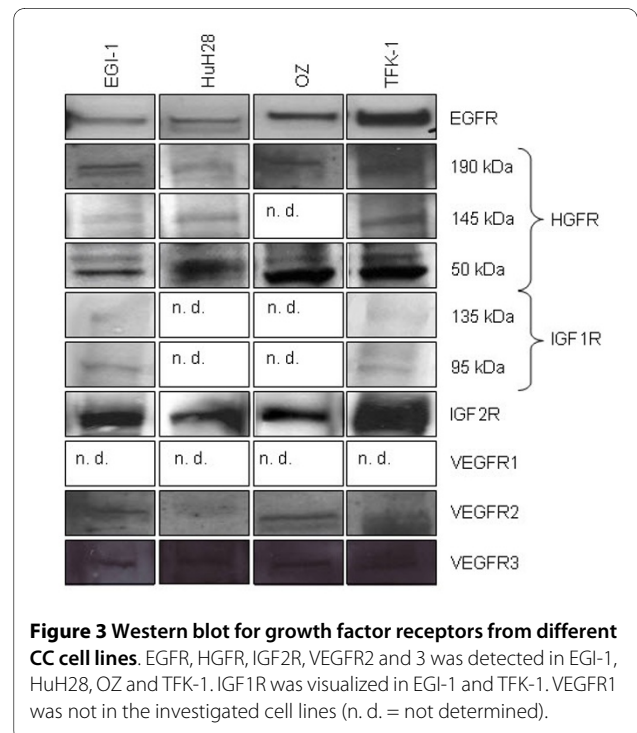 EGI-1 HuH28 OZ TFK-1
EGFR
190 kDa
n. d. 145 kDa
HGFR
50 kDa
n. d. n. d. 135 kDa
IGF1R
n. d. n. d. 95 kDa
IGF2R
n. d. n. d. n. d. n. d. VEGFR1
VEGFR2
VEGFR3
Figure 3 Western blot for growth factor receptors from different
CC cell lines. EGFR, HGFR, IGF2R, VEGFR2 and 3 was detected in EGI-1,
HuH28, OZ and TFK-1. IGF1R was visualized in EGI-1 and TFK-1. VEGFR1
was not in the investigated cell lines (n. d. = not determined).